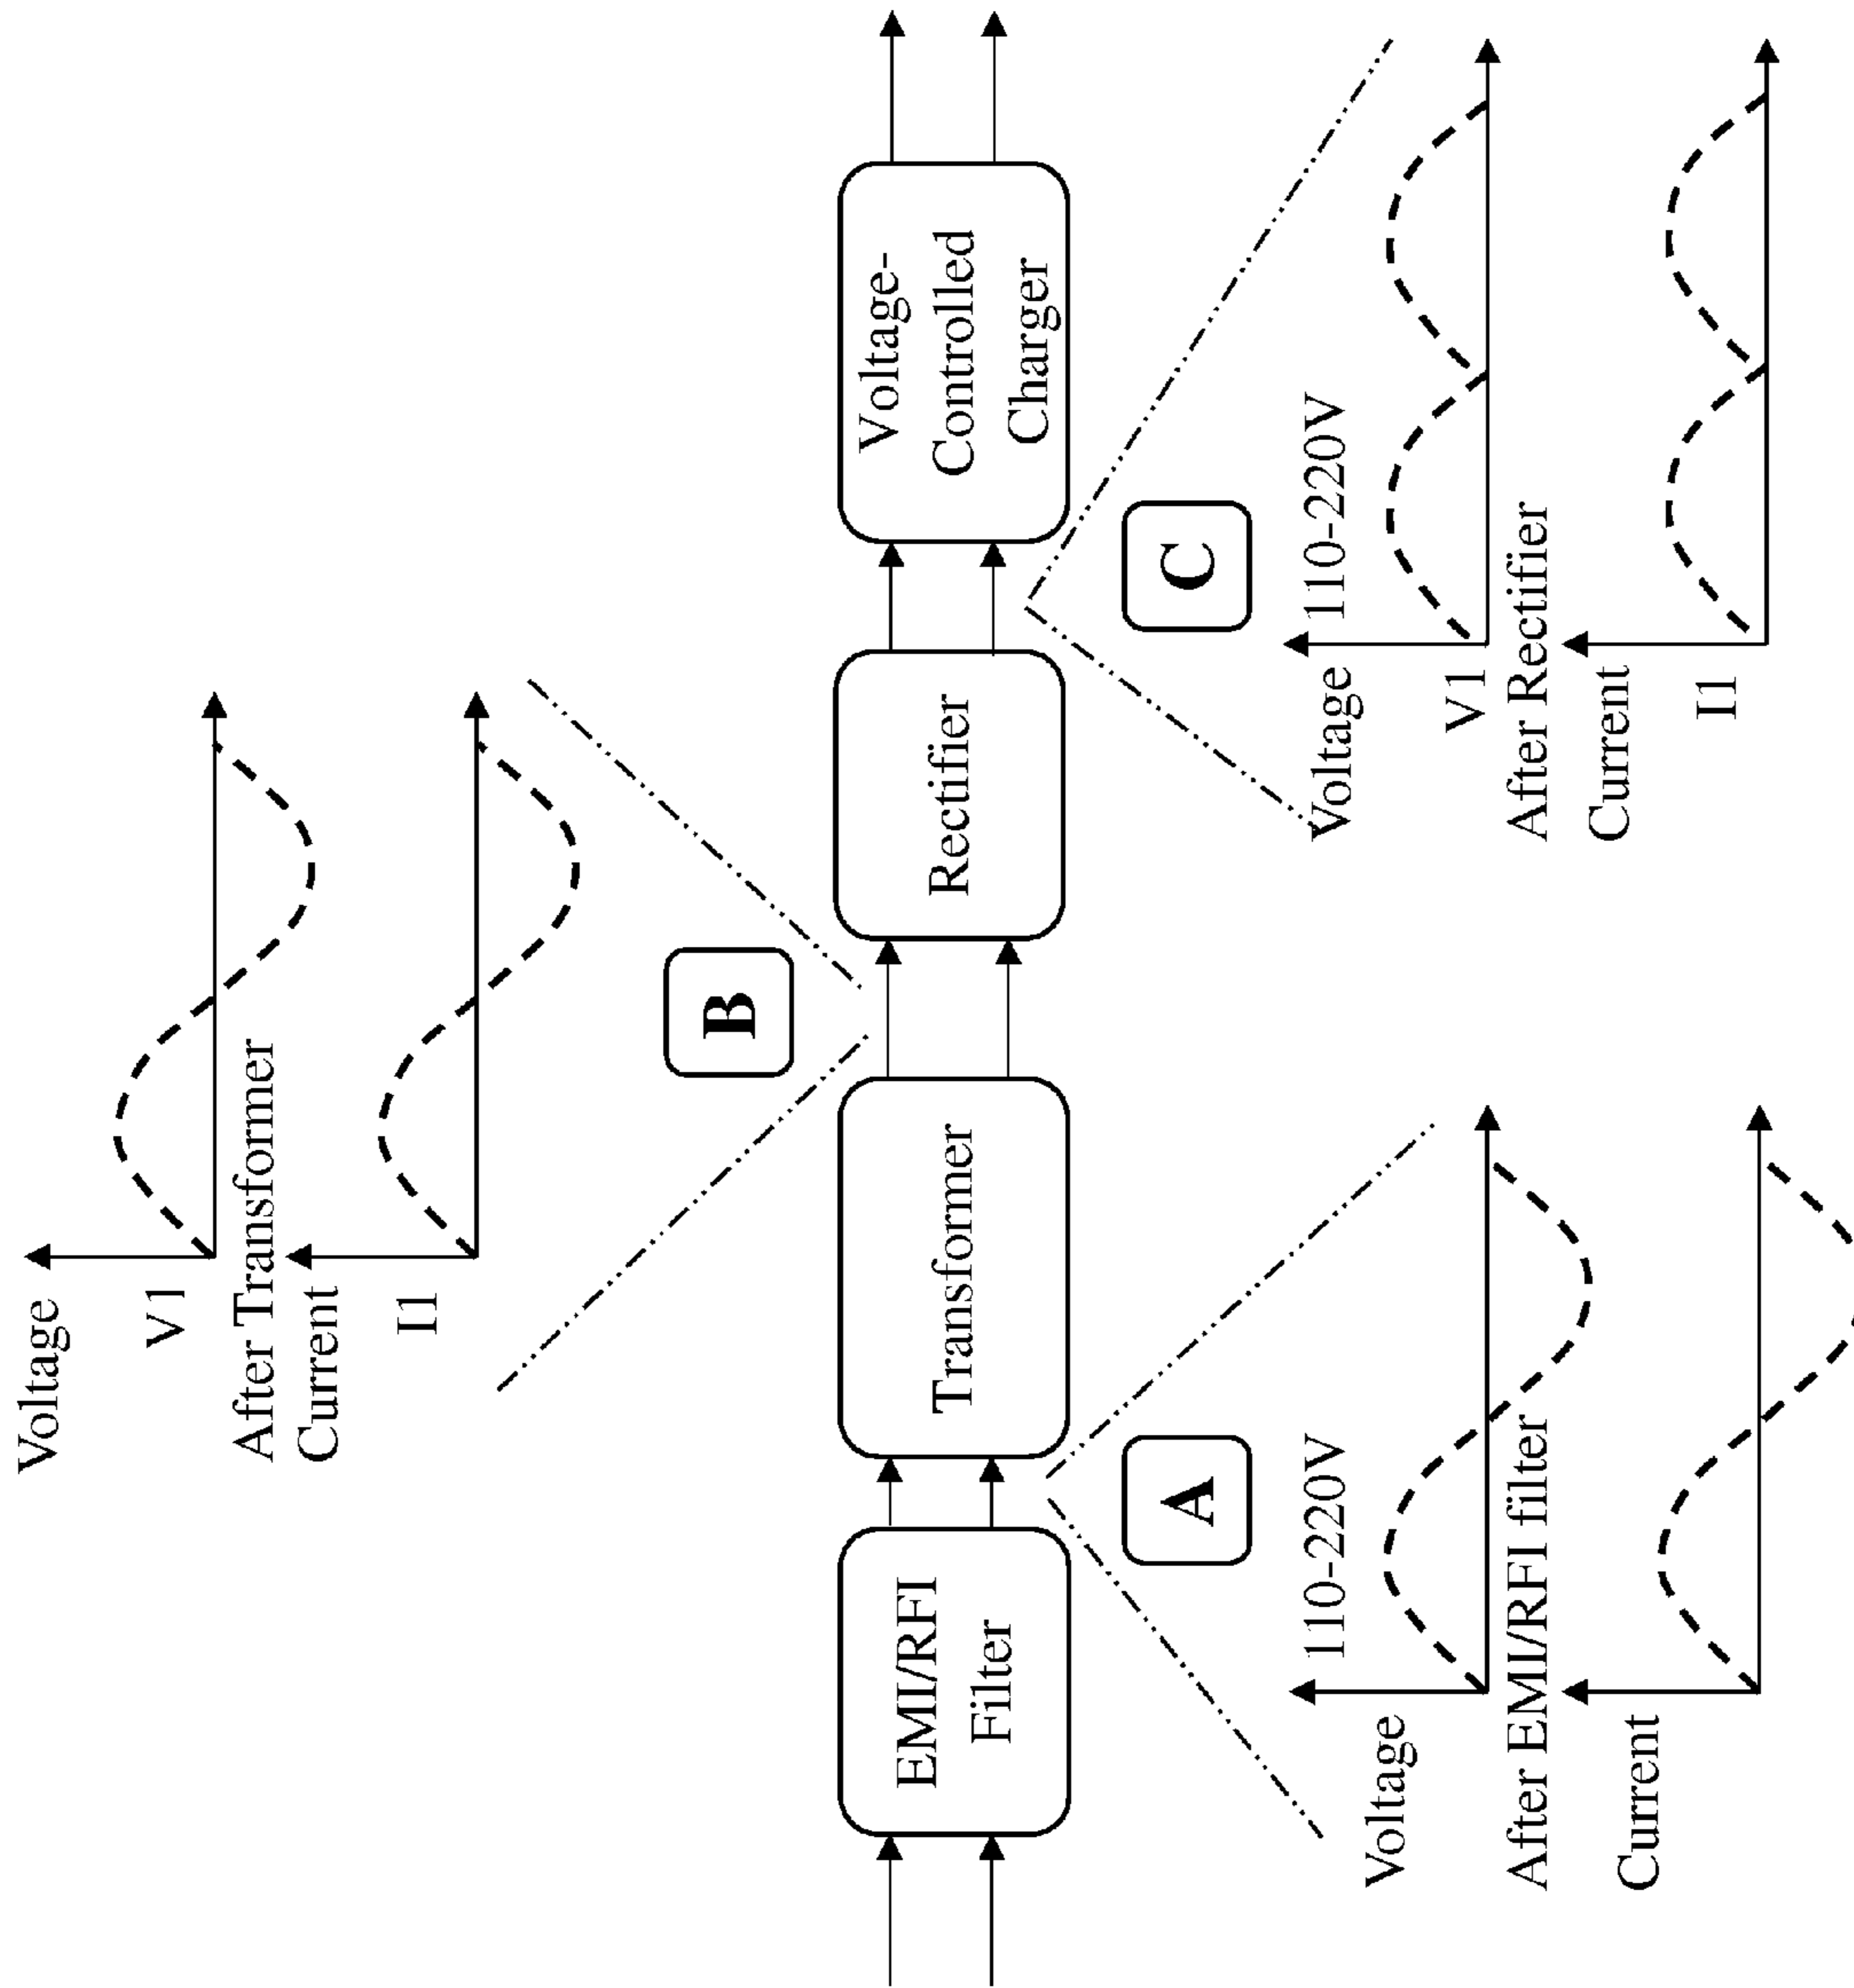 Voltage
V1
After Transformer
Current
I1
B
EMI/RFI
Filter
Transformer
Rectifier
Voltage-
Controlled
Charger
A
110-220V
Voltage
After EMI/RFI filter
Current
C
110-220V
Voltage
V1
After Rectifier
Current
I1